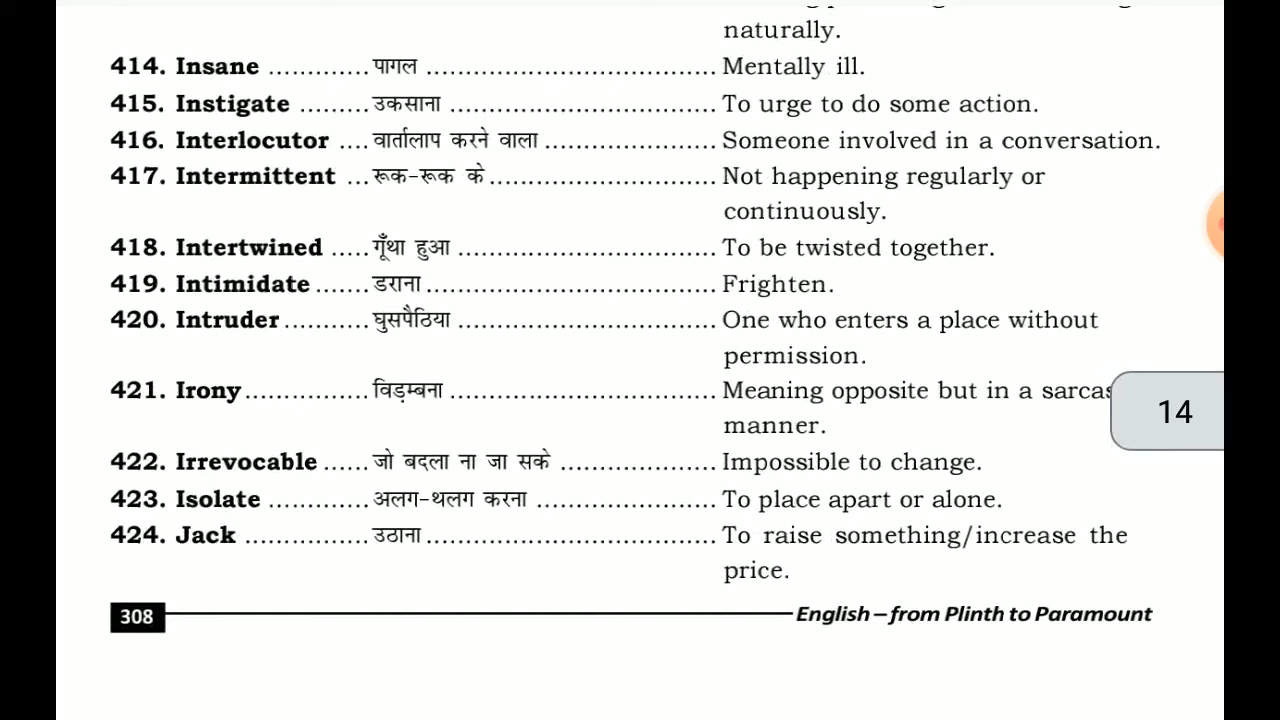 naturally.
414. Insane ............. पागल ..................................... Mentally ill.
415. Instigate ......... उकसाना .................................. To urge to do some action.
416. Interlocutor .... वार्तालाप करने वाला ...................... Someone involved in a conversation.
417. Intermittent ... रूक-रूक के ............................. Not happening regularly or
continuously.
418. Intertwined ..... गूँथा हुआ ................................. To be twisted together.
419. Intimidate ....... डराना ..................................... Frighten.
420. Intruder ........... घुसपैठिया ................................. One who enters a place without
permission.
421. Irony ................ विड़म्बना ................................... Meaning opposite but in a
manner.
422. Irrevocable ...... जो बदला ना जा सके .................... Impossible to change.
423. Isolate ............. अलग-थलग करना ....................... To place apart or alone.
424. Jack ................ उठाना ..................................... To raise something/increase the
price.
308 English – from Plinth to Paramount
14